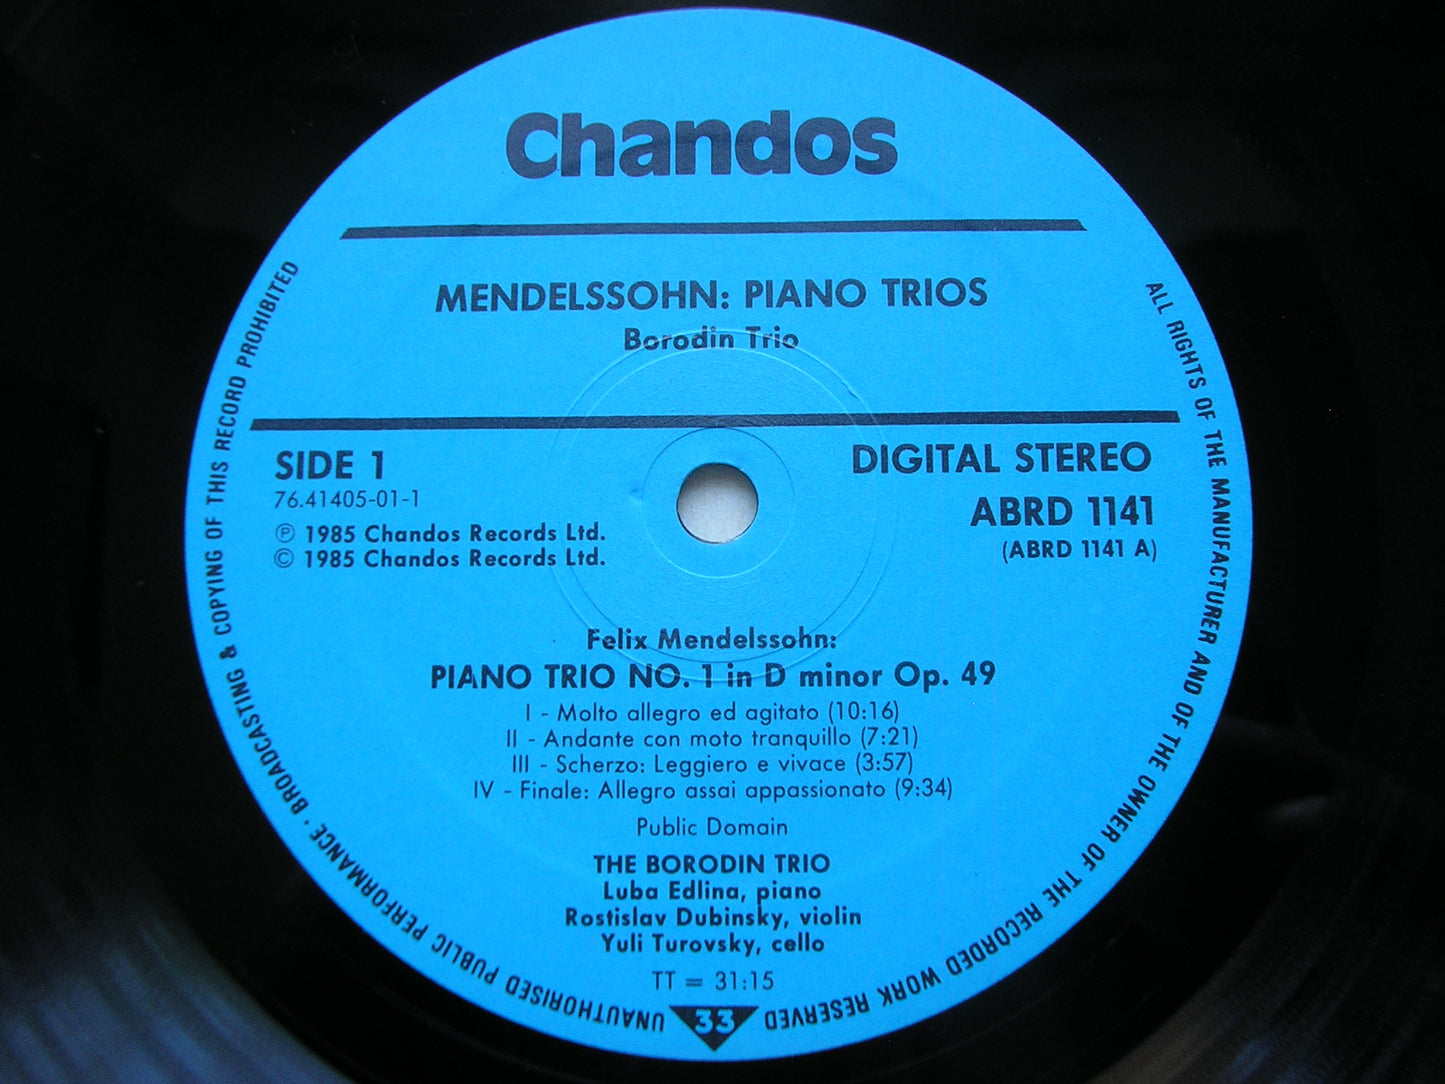 Chandos
MENDELSSOHN: PIANO TRIOS
Borodin Trio
SIDE 1
76.41405-01-1
℗ 1985 Chandos Records Ltd.
© 1985 Chandos Records Ltd.
DIGITAL STEREO
ABRD 1141
(ABRD 1141 A)
Felix Mendelssohn:
PIANO TRIO NO. 1 in D minor Op. 49
I - Molto allegro ed agitato (10:16)
II - Andante con moto tranquillo (7:21)
III - Scherzo: Leggiero e vivace (3:57)
IV - Finale: Allegro assai appassionato (9:34)
Public Domain
THE BORODIN TRIO
Luba Edlina, piano
Rostislav Dubinsky, violin
Yuli Turovsky, cello
TT = 31:15
33
ALL RIGHTS OF THE MANUFACTURER AND OF THE OWNER OF THE RECORDED WORK RESERVED
UNAUTHORISED PUBLIC PERFORMANCE · BROADCASTING & COPYING OF THIS RECORD PROHIBITED